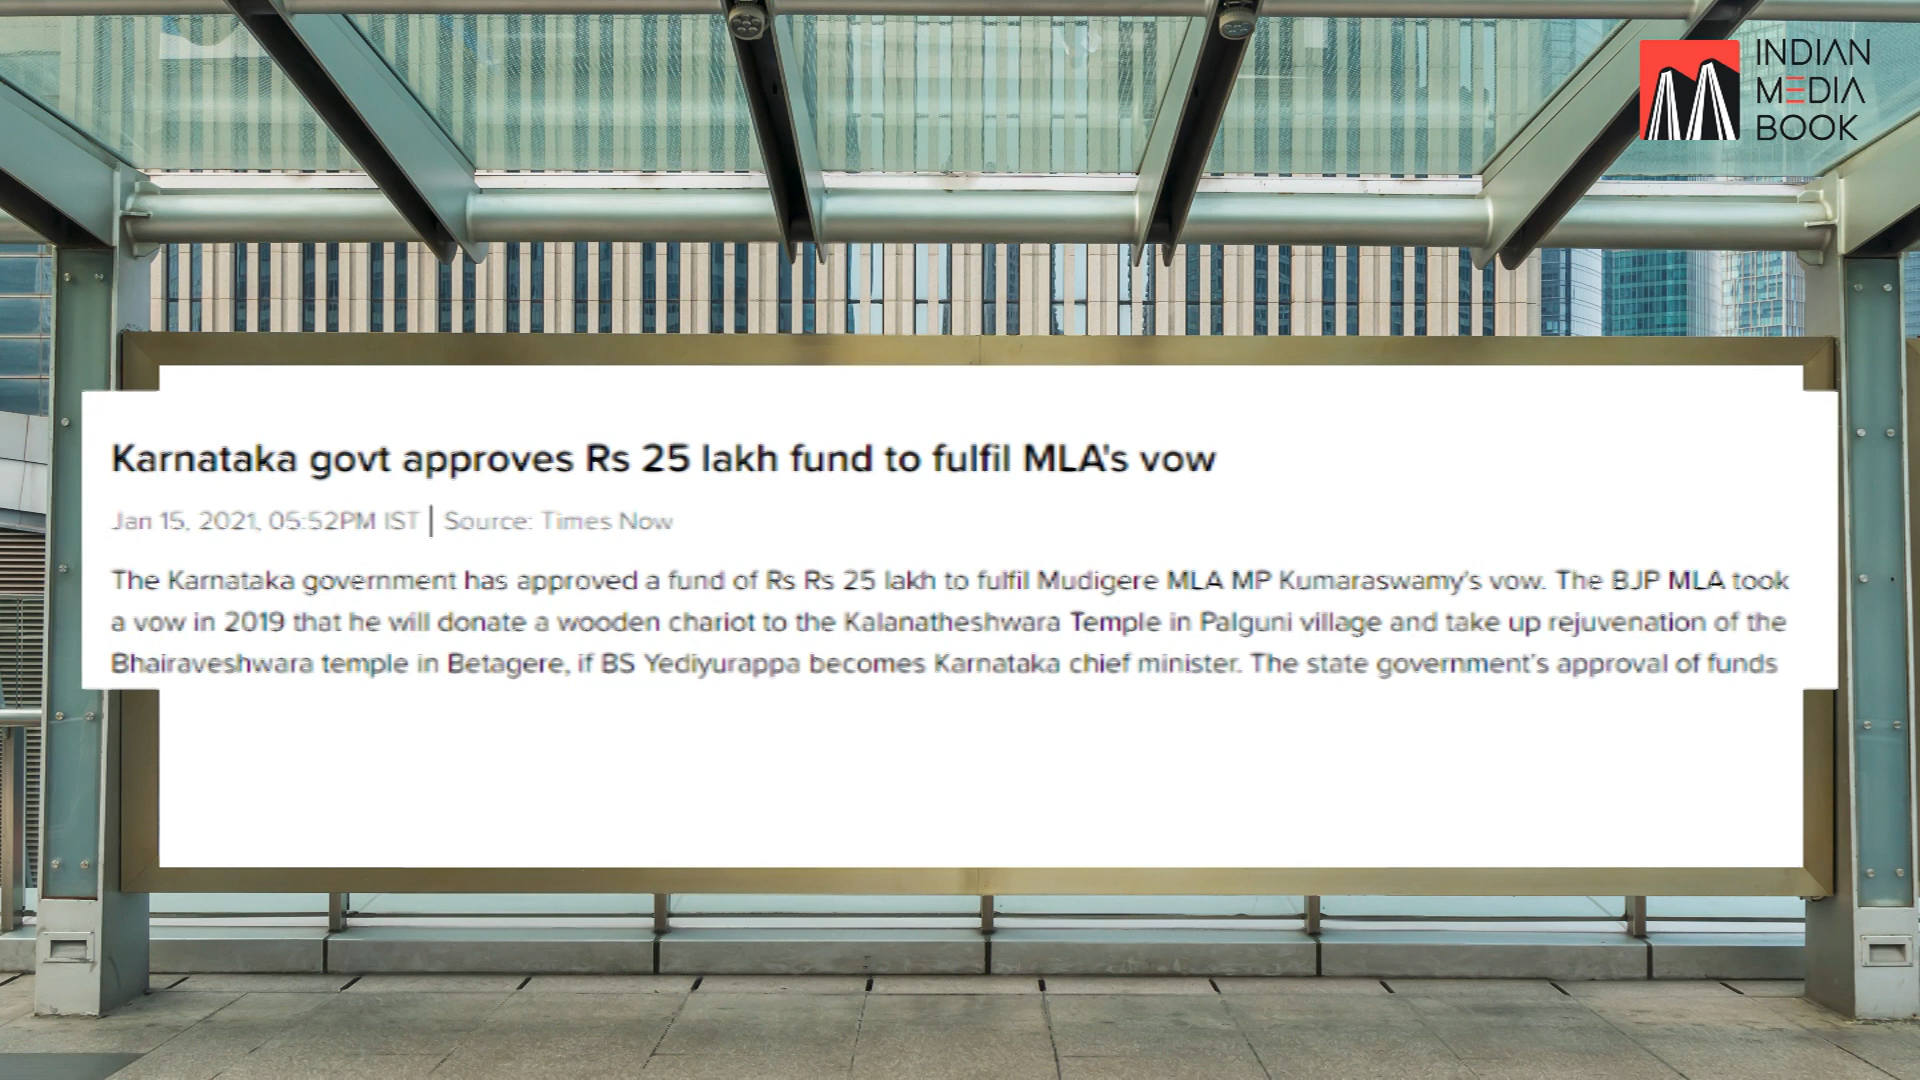 INDIAN
MEDIA
BOOK
Karnataka govt approves Rs 25 lakh fund to fulfil MLA's vow
Jan 15, 2021, 05:52PM IST | Source: Times Now
The Karnataka government has approved a fund of Rs Rs 25 lakh to fulfil Mudigere MLA MP Kumaraswamy's vow. The BJP MLA took
a vow in 2019 that he will donate a wooden chariot to the Kalanatheshwara Temple in Palguni village and take up rejuvenation of the
Bhairaveshwara temple in Betagere, if BS Yediyurappa becomes Karnataka chief minister. The state government's approval of funds